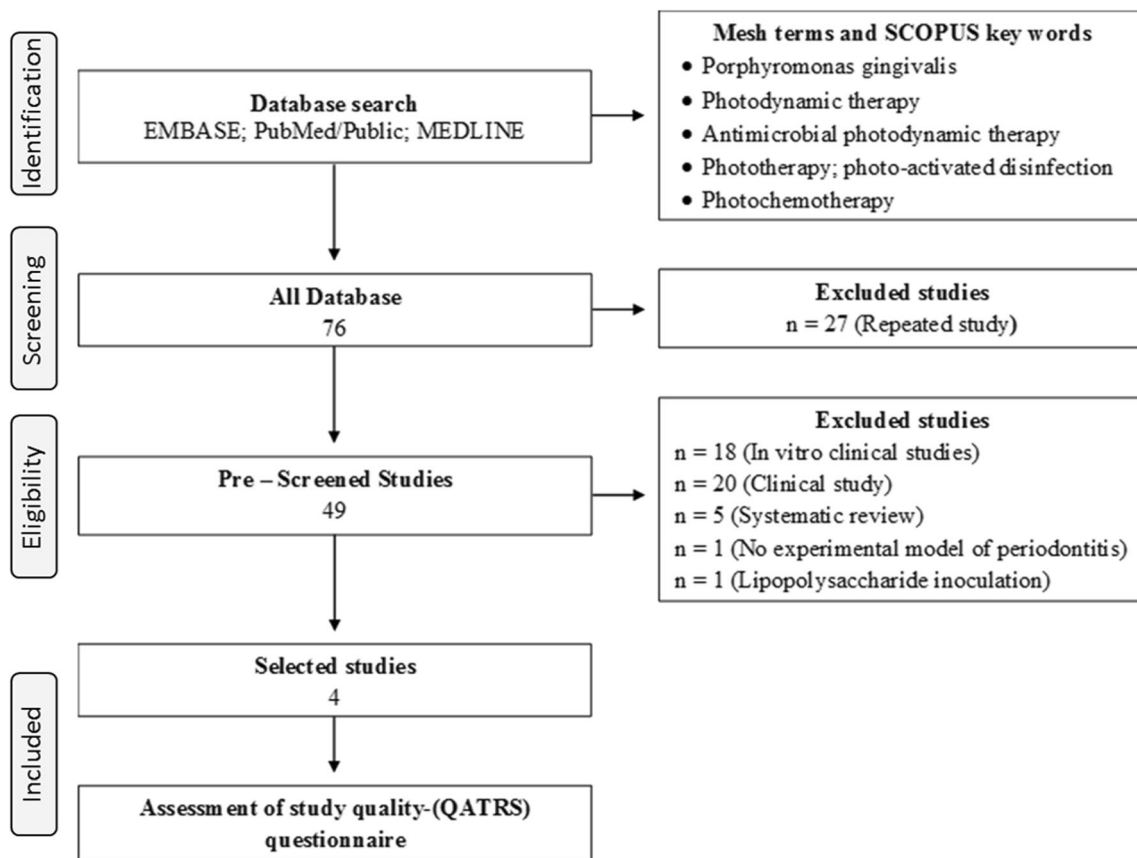 Identification
Database search
EMBASE; PubMed/Public; MEDLINE
Mesh terms and SCOPUS key words
• Porphyromonas gingivalis
• Photodynamic therapy
• Antimicrobial photodynamic therapy
• Phototherapy; photo-activated disinfection
• Photochemotherapy
Screening
All Database
76
Excluded studies
n = 27 (Repeated study)
Eligibility
Pre – Screened Studies
49
Excluded studies
n = 18 (In vitro clinical studies)
n = 20 (Clinical study)
n = 5 (Systematic review)
n = 1 (No experimental model of periodontitis)
n = 1 (Lipopolysaccharide inoculation)
Included
Selected studies
4
Assessment of study quality-(QATRS)
questionnaire